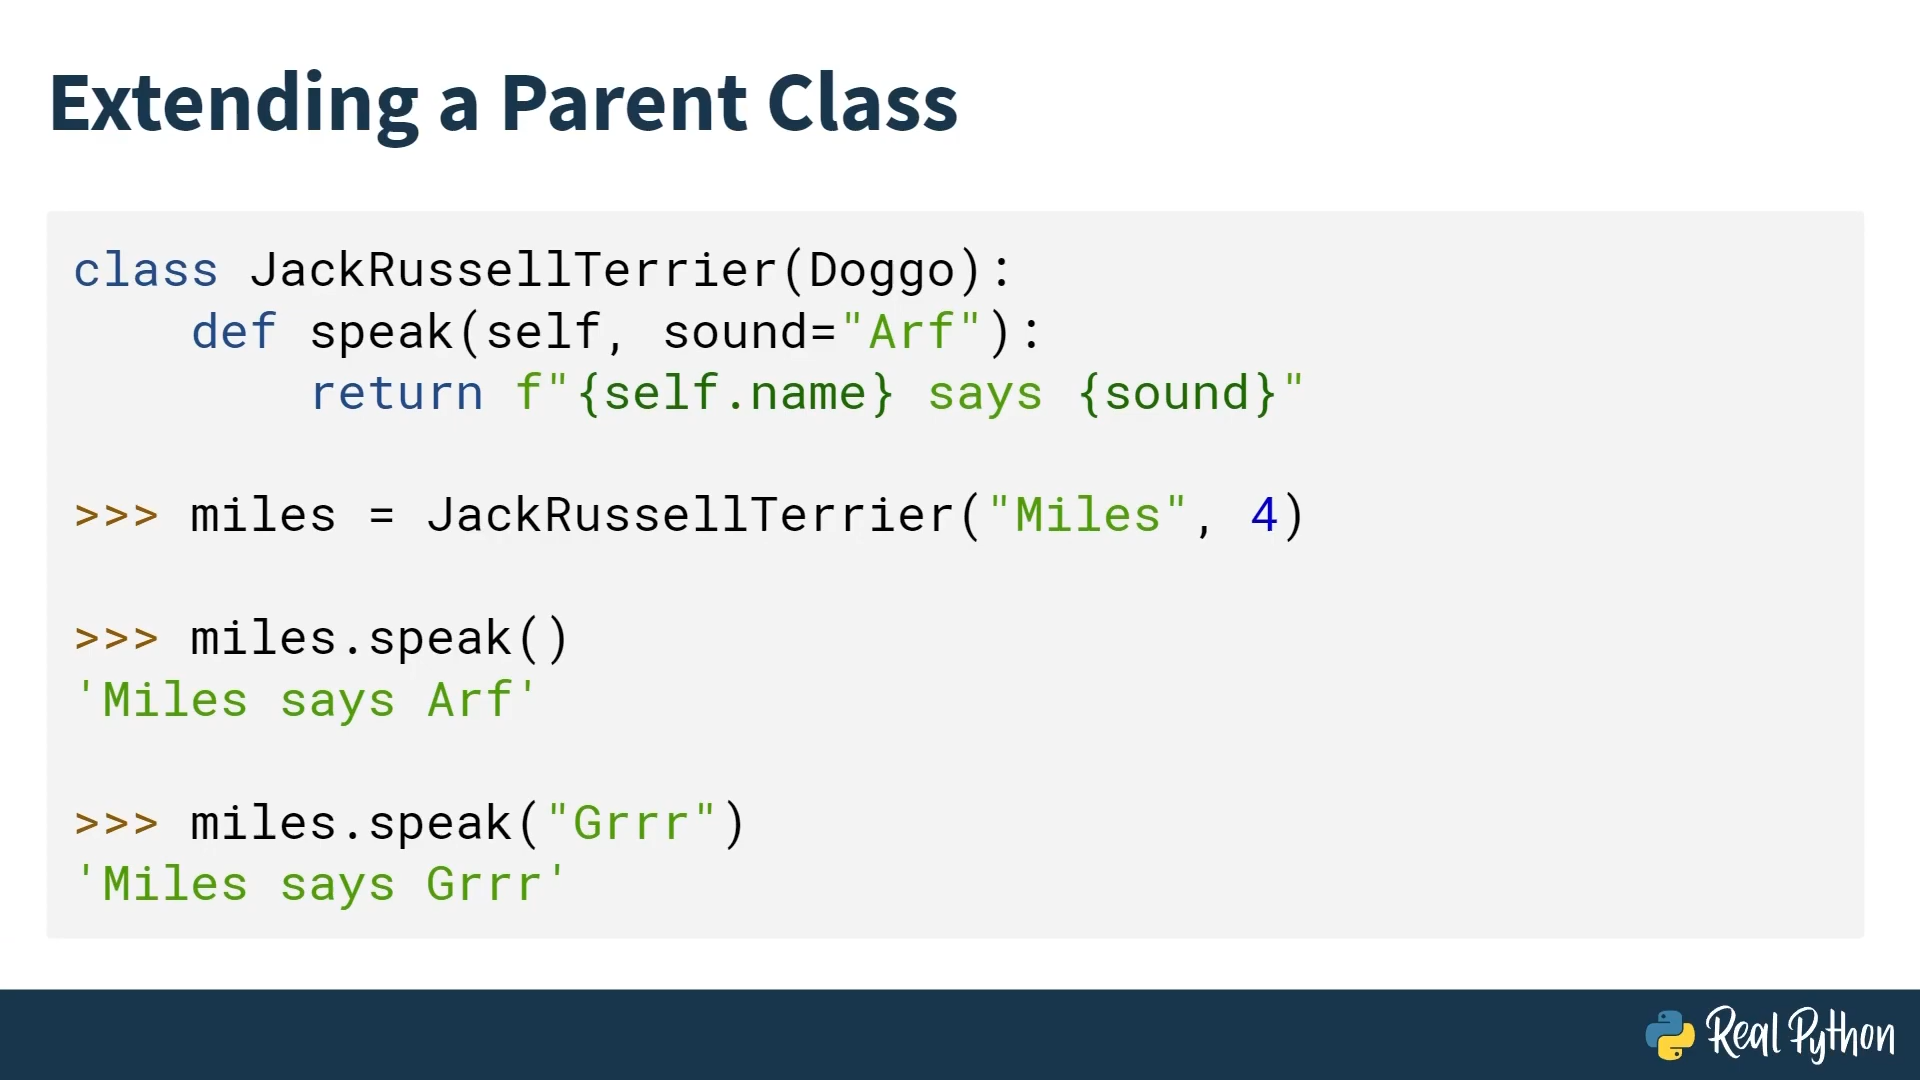 Extending a Parent Class
class JackRussellTerrier(Doggo):
    def speak(self, sound="Arf"):
        return f"{self.name} says {sound}"
>>> miles = JackRussellTerrier("Miles", 4)
>>> miles.speak()
'Miles says Arf'
>>> miles.speak("Grrr")
'Miles says Grrr'
Real Python